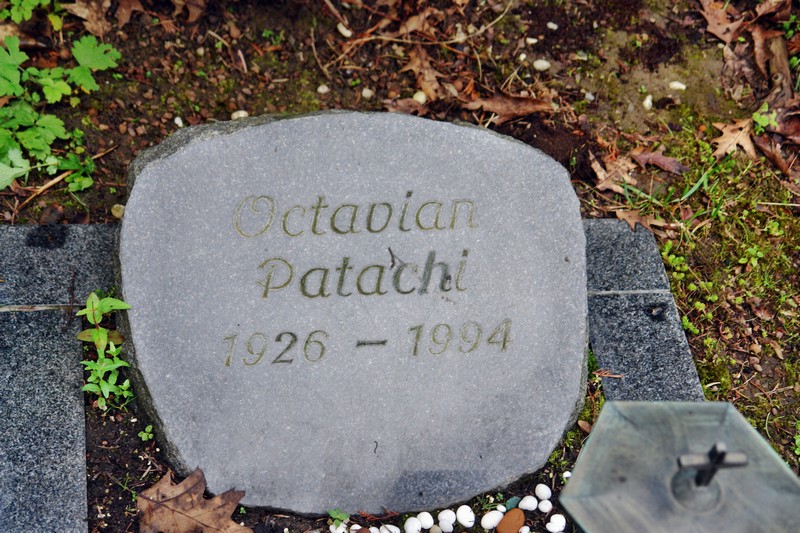 Octavian
Patachi
1926 – 1994